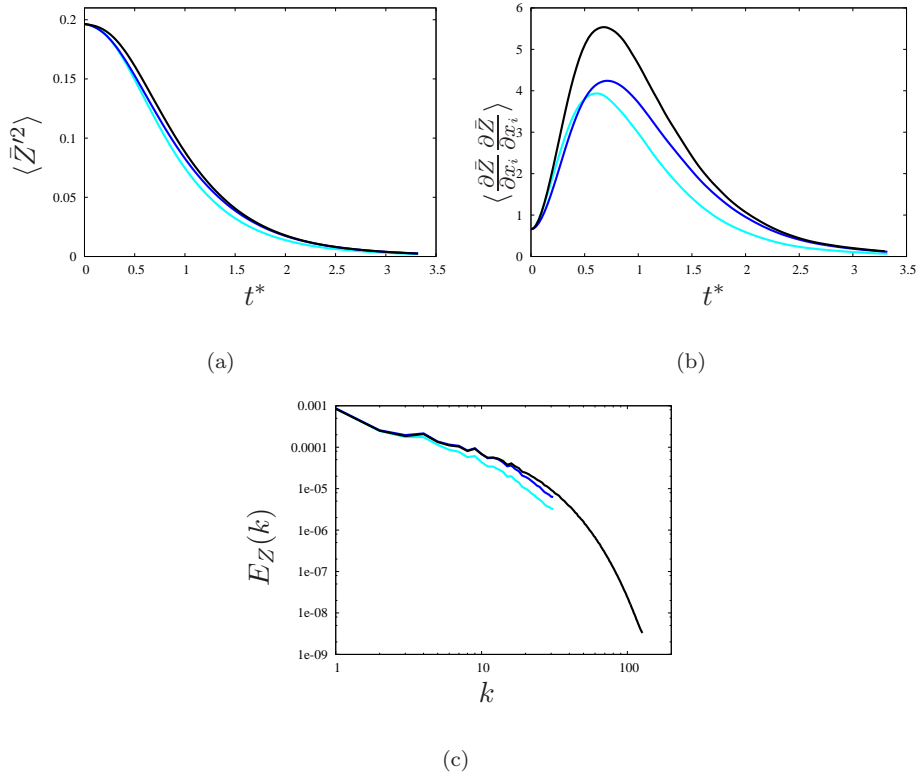 0.2
0.15
0.1
0.05
0
⟨Z̄′²⟩
0 0.5 1 1.5 2 2.5 3 3.5
t*
(a)
6
5
4
3
2
1
0
⟨∂Z̄/∂xᵢ ∂Z̄/∂xᵢ⟩
0 0.5 1 1.5 2 2.5 3 3.5
t*
(b)
0.001
0.0001
1e-05
1e-06
1e-07
1e-08
1e-09
E_Z(k)
1 10 100
k
(c)